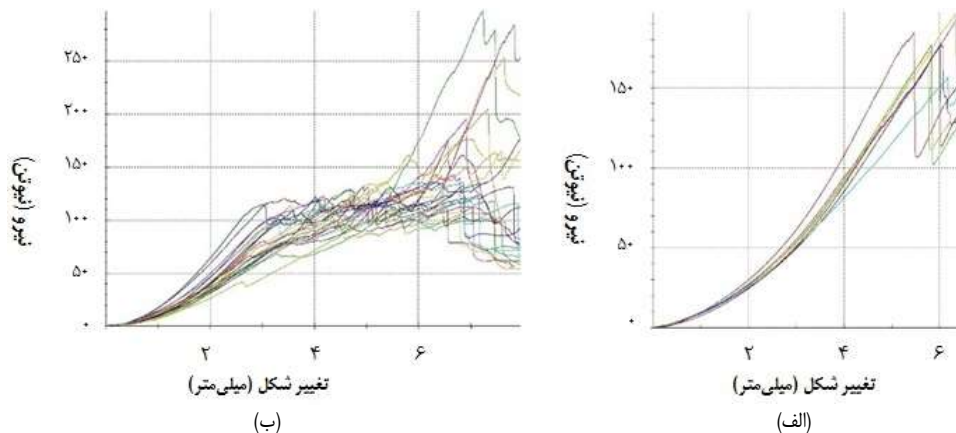 ۲۵۰
۲۰۰
۱۵۰
۱۰۰
۵۰
۰
نیرو (نیوتن)
۲ ۴ ۶
تغییر شکل (میلی‌متر)
(ب)
۱۵۰
۱۰۰
۵۰
۰
نیرو (نیوتن)
۲ ۴ ۶
تغییر شکل (میلی‌متر)
(الف)